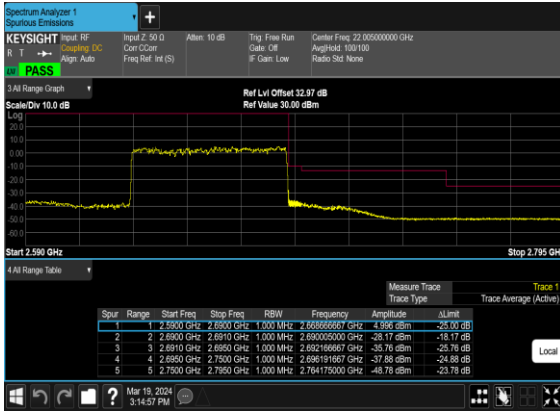 Spectrum Analyzer 1
Spurious Emissions
+
KEYSIGHT Input: RF Input Z: 50 Ω Atten: 10 dB Trig: Free Run Center Freq: 22.005000000 GHz
R T Coupling: DC Corr CCorr Gate: Off Avg|Hold: 100/100
Align: Auto Freq Ref: Int (S) IF Gain: Low Radio Std: None
PASS
3 All Range Graph
Ref Lvl Offset 32.97 dB
Scale/Div 10.0 dB Ref Value 30.00 dBm
Log
20.0
10.0
0.00
-10.0
-20.0
-30.0
-40.0
-50.0
-60.0
Start 2.590 GHz Stop 2.795 GH
4 All Range Table
Measure Trace Trace 1
Trace Type Trace Average (Active)
Spur Range Start Freq Stop Freq RBW Frequency Amplitude ΔLimit
1 1 2.5900 GHz 2.6900 GHz 1.000 MHz 2.668666667 GHz 4.996 dBm -25.00 dB
2 2 2.6900 GHz 2.6910 GHz 1.000 MHz 2.690005000 GHz -28.17 dBm -18.17 dB
3 3 2.6910 GHz 2.6950 GHz 1.000 MHz 2.692166667 GHz -35.76 dBm -25.76 dB
4 4 2.6950 GHz 2.7500 GHz 1.000 MHz 2.696191667 GHz -37.88 dBm -24.88 dB
5 5 2.7500 GHz 2.7950 GHz 1.000 MHz 2.764175000 GHz -48.78 dBm -23.78 dB
Local
?
Mar 19, 2024
3:14:57 PM